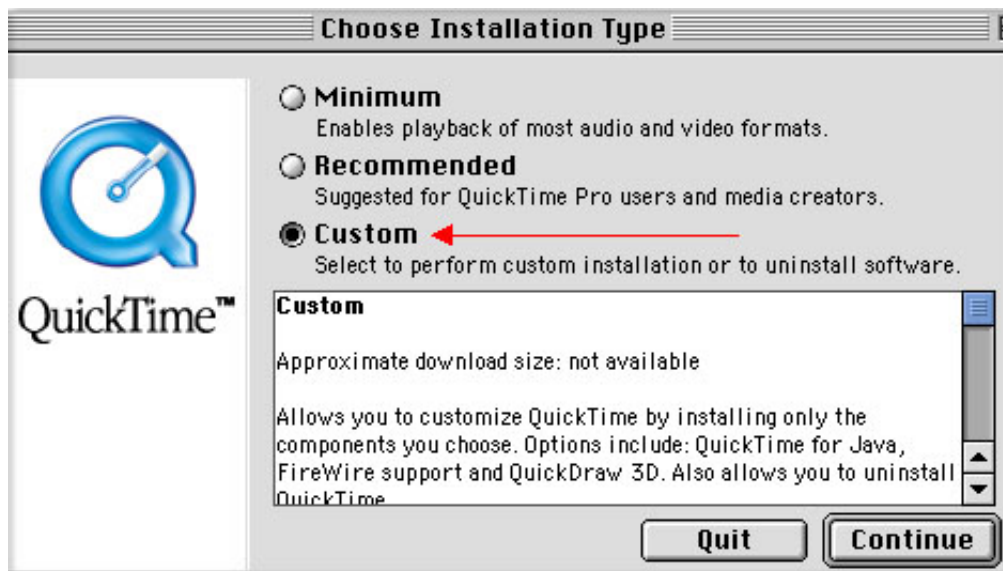 Choose Installation Type
Minimum
Enables playback of most audio and video formats.
Recommended
Suggested for QuickTime Pro users and media creators.
Custom
Select to perform custom installation or to uninstall software.
QuickTime™
Custom
Approximate download size: not available
Allows you to customize QuickTime by installing only the
components you choose. Options include: QuickTime for Java,
FireWire support and QuickDraw 3D. Also allows you to uninstall
QuickTime
Quit
Continue